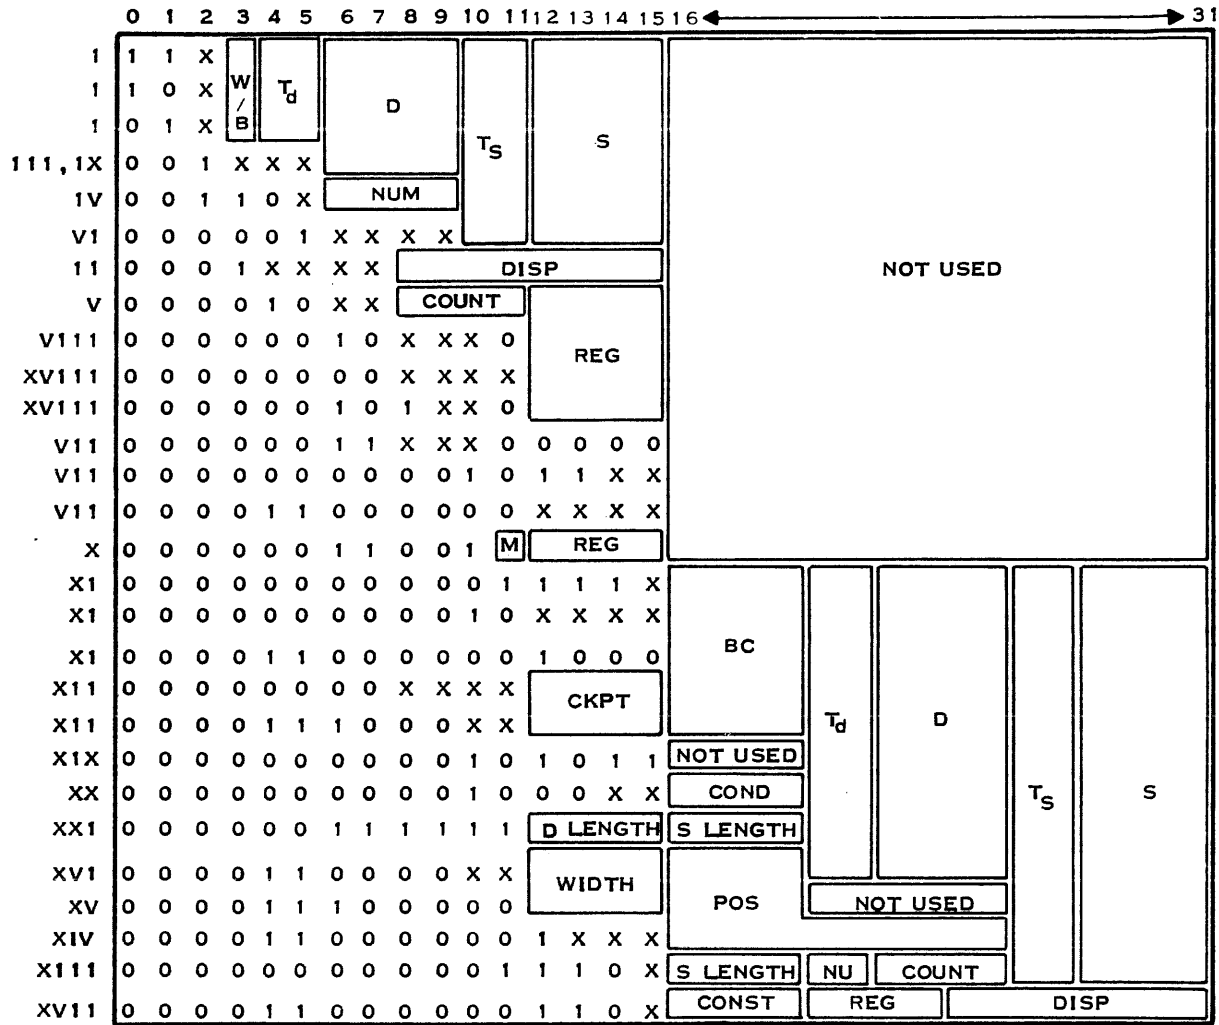 0 1 2 3 4 5 6 7 8 9 10 11 12 13 14 15 16 31
1 1 1 X W/B Td D TS S NOT USED
1 1 0 X
1 0 1 X
111,1X 0 0 1 X X X
1V 0 0 1 1 0 X NUM
V1 0 0 0 0 0 1 X X X X
11 0 0 0 1 X X X X DISP
V 0 0 0 0 1 0 X X COUNT REG
V111 0 0 0 0 0 0 1 0 X X X 0
XV111 0 0 0 0 0 0 0 0 X X X X
XV111 0 0 0 0 0 0 1 0 1 X X 0
V11 0 0 0 0 0 0 1 1 X X X 0 0 0 0 0
V11 0 0 0 0 0 0 0 0 0 0 1 0 1 1 X X
V11 0 0 0 0 1 1 0 0 0 0 0 0 X X X X
X 0 0 0 0 0 0 1 1 0 0 1 M REG
X1 0 0 0 0 0 0 0 0 0 0 0 1 1 1 1 X BC Td D TS S
X1 0 0 0 0 0 0 0 0 0 0 1 0 X X X X
X1 0 0 0 0 1 1 0 0 0 0 0 0 1 0 0 0
X11 0 0 0 0 0 0 0 0 X X X X CKPT
X11 0 0 0 0 1 1 1 0 0 0 X X
X1X 0 0 0 0 0 0 0 0 0 0 1 0 1 0 1 1 NOT USED
XX 0 0 0 0 0 0 0 0 0 0 1 0 0 0 X X COND
XX1 0 0 0 0 0 0 1 1 1 1 1 1 D LENGTH S LENGTH
XV1 0 0 0 0 1 1 0 0 0 0 X X WIDTH POS
XV 0 0 0 0 1 1 1 0 0 0 0 0 NOT USED
XIV 0 0 0 0 1 1 0 0 0 0 0 0 1 X X X
X111 0 0 0 0 0 0 0 0 0 0 0 1 1 1 0 X S LENGTH NU COUNT
XV11 0 0 0 0 1 1 0 0 0 0 0 0 1 1 0 X CONST REG DISP